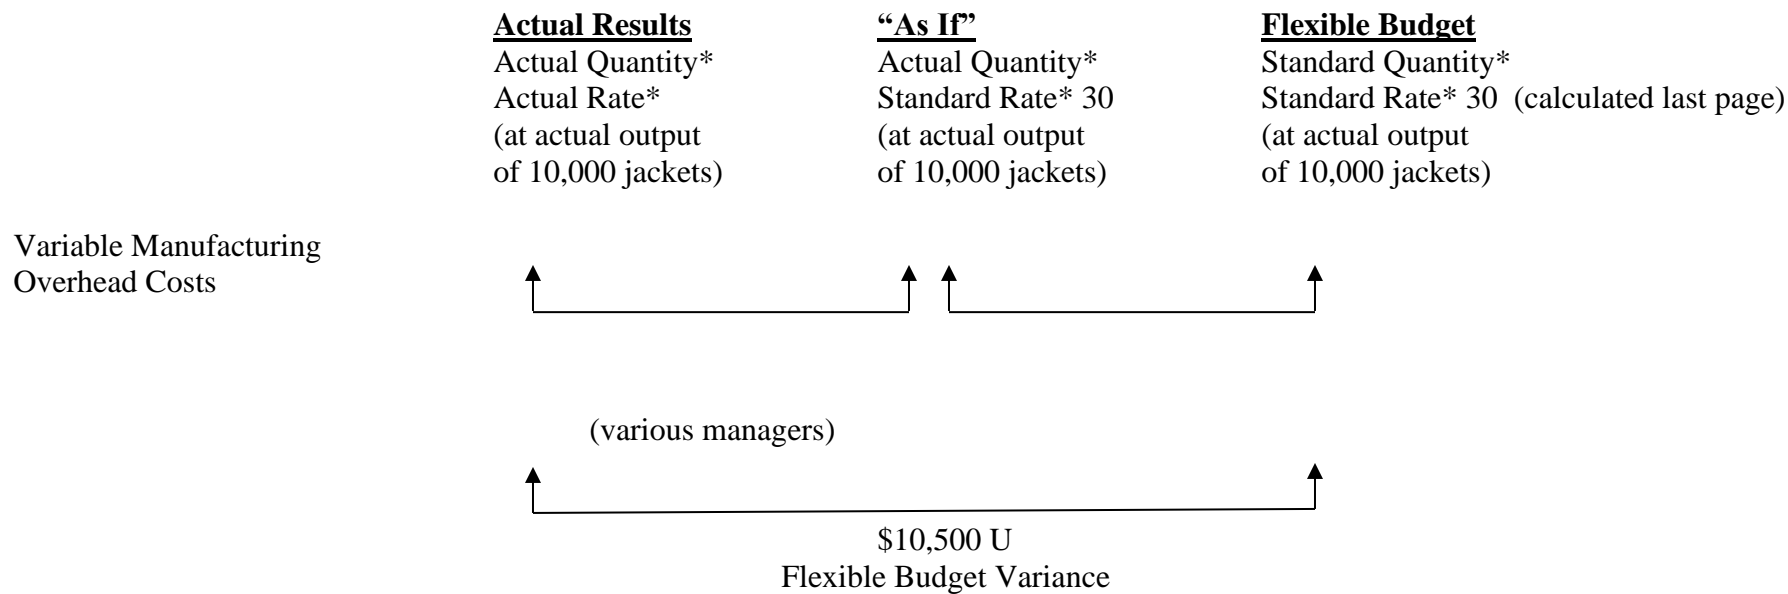 Actual Results “As If” Flexible Budget
Actual Quantity* Actual Quantity* Standard Quantity*
Actual Rate* Standard Rate* 30 Standard Rate* 30 (calculated last page)
(at actual output (at actual output (at actual output
of 10,000 jackets) of 10,000 jackets) of 10,000 jackets)
Variable Manufacturing
Overhead Costs
(various managers)
$10,500 U
Flexible Budget Variance